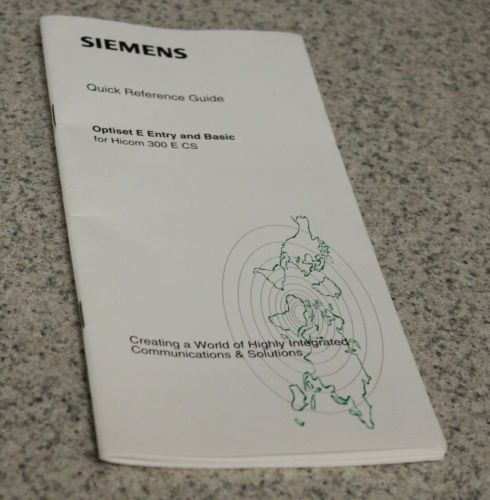 SIEMENS
Quick Reference Guide
Optiset E Entry and Basic
for Hicom 300 E CS
Creating a World of Highly Integrated
Communications & Solutions